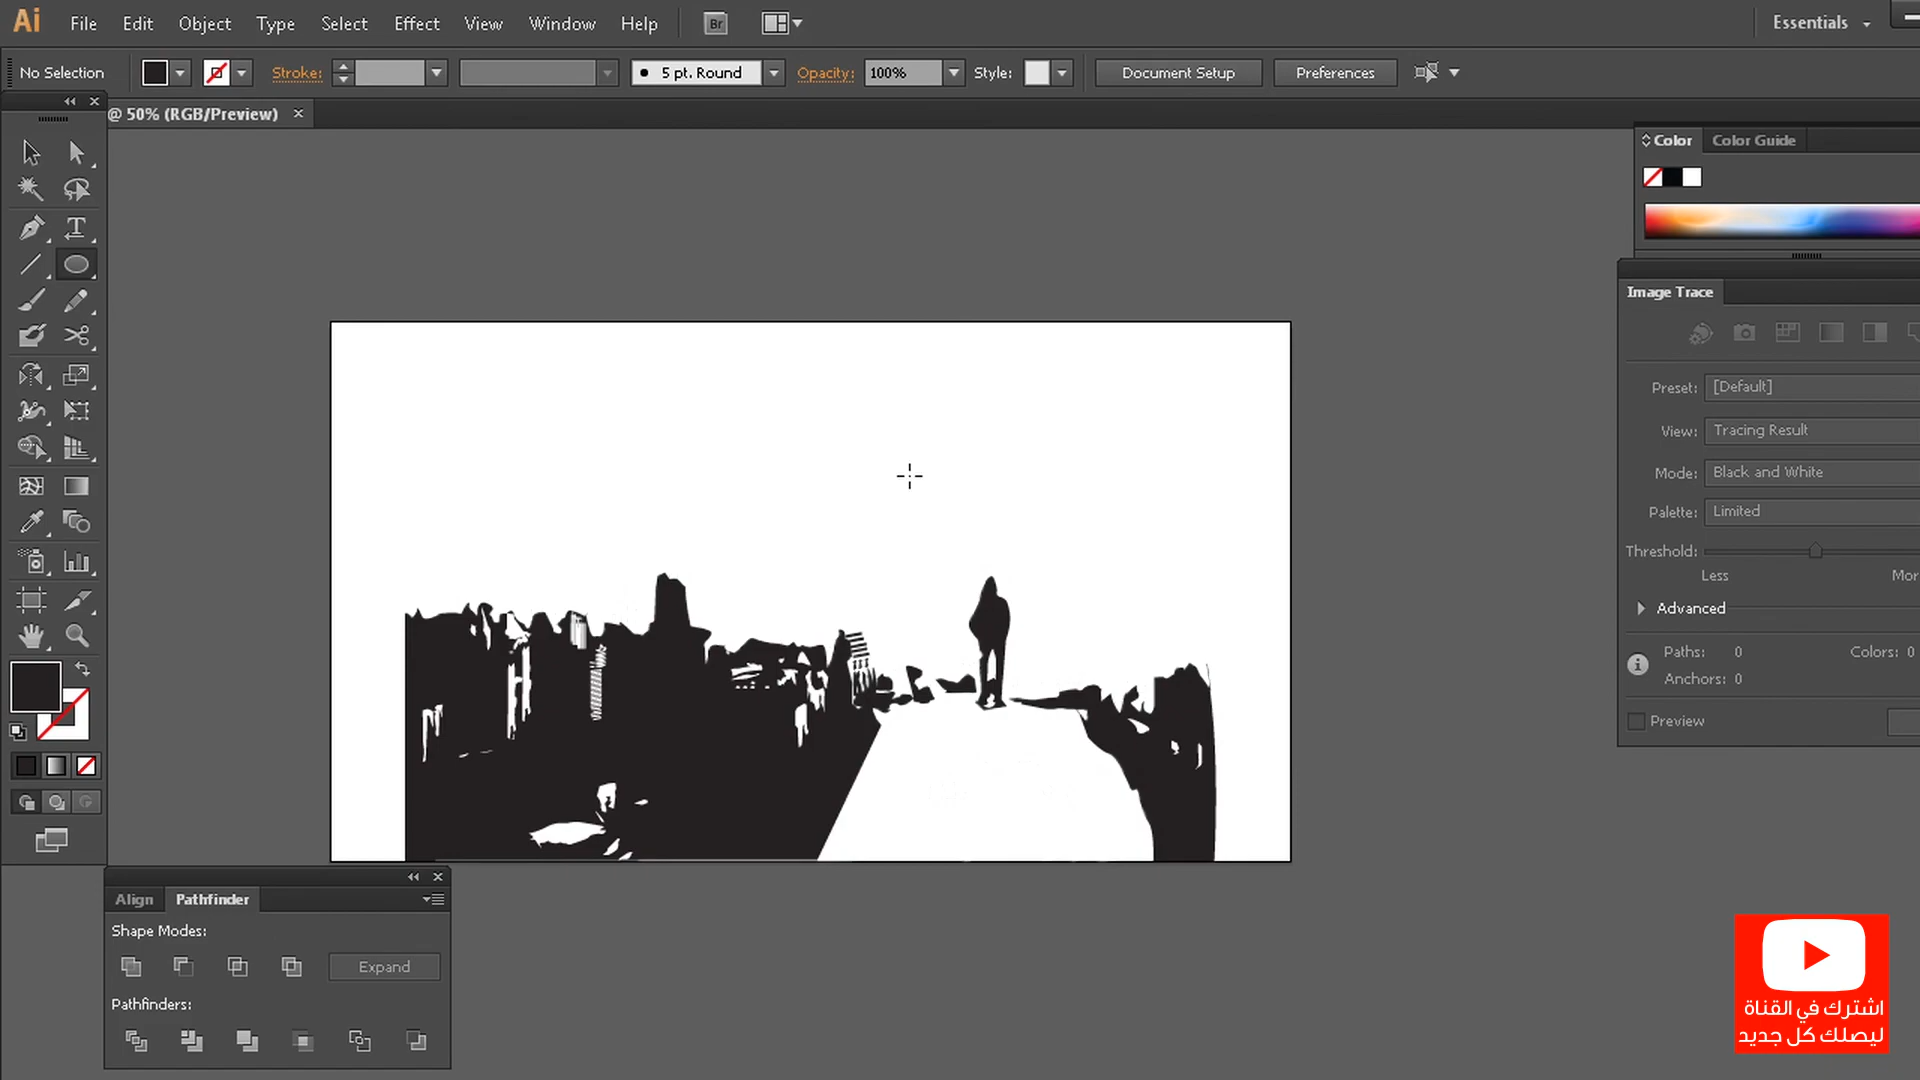 Ai File Edit Object Type Select Effect View Window Help Br Essentials
No Selection Stroke: 5 pt. Round Opacity: 100% Style: Document Setup Preferences
@ 50% (RGB/Preview)
Color Color Guide
Image Trace
Preset: [Default]
View: Tracing Result
Mode: Black and White
Palette: Limited
Threshold:
Less Mor
Advanced
Paths: 0 Colors: 0
Anchors: 0
Preview
Align Pathfinder
Shape Modes:
Expand
Pathfinders:
اشترك في القناة
ليصلك كل جديد